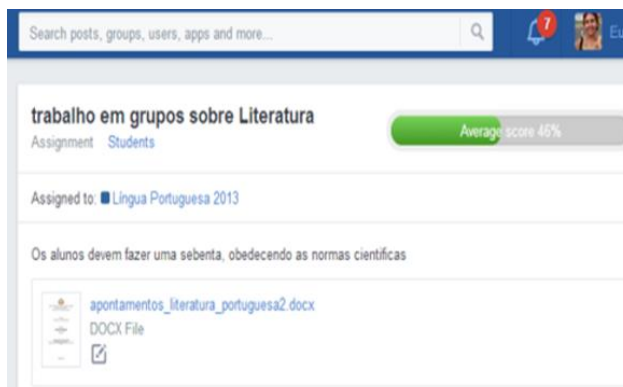 Search posts, groups, users, apps and more...
7
Eu
trabalho em grupos sobre Literatura
Average score 46%
Assignment Students
Assigned to: Língua Portuguesa 2013
Os alunos devem fazer uma sebenta, obedecendo as normas cientificas
apontamentos_literatura_portuguesa2.docx
DOCX File